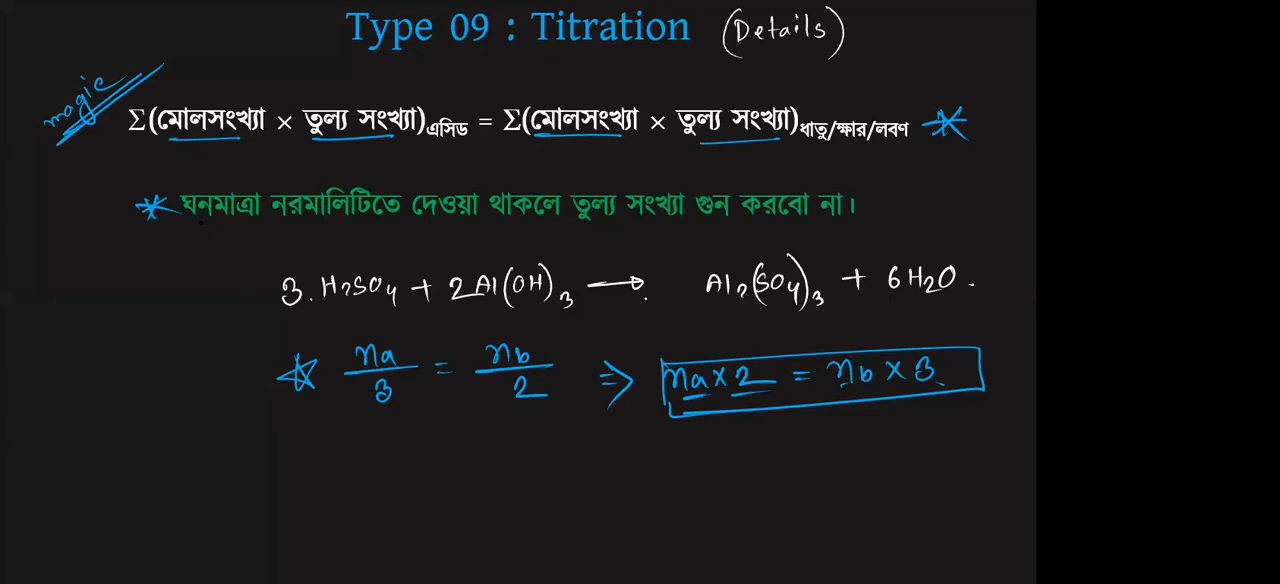 Type 09 : Titration (Details)
magic
Σ(মোলসংখ্যা × তুল্য সংখ্যা)এসিড = Σ(মোলসংখ্যা × তুল্য সংখ্যা)ধাতু/ক্ষার/লবণ
ঘনমাত্রা নরমালিটিতে দেওয়া থাকলে তুল্য সংখ্যা গুন করবো না।
3. H₂SO₄ + 2Al(OH)₃ → Al₂(SO₄)₃ + 6H₂O.
na/3 = nb/2 ⇒ na × 2 = nb × 3